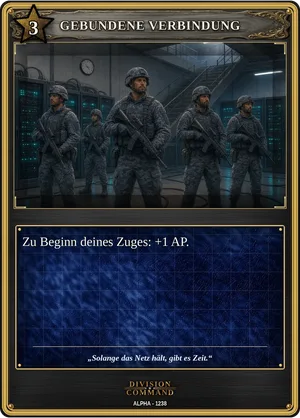 3
GEBUNDENE VERBINDUNG
Zu Beginn deines Zuges: +1 AP.
„Solange das Netz hält, gibt es Zeit.“
DIVISION
COMMAND
ALPHA - 1238